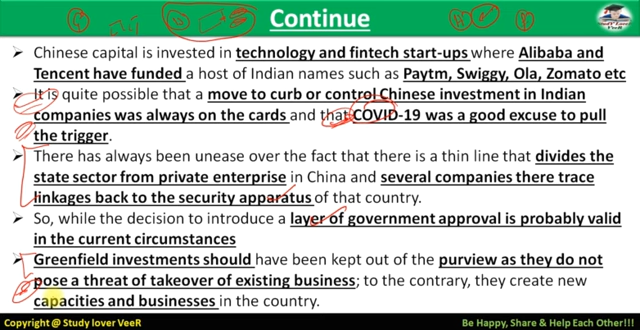 Continue
➢ Chinese capital is invested in technology and fintech start-ups where Alibaba and
Tencent have funded a host of Indian names such as Paytm, Swiggy, Ola, Zomato etc
➢ It is quite possible that a move to curb or control Chinese investment in Indian
companies was always on the cards and that COVID-19 was a good excuse to pull
the trigger.
➢ There has always been unease over the fact that there is a thin line that divides the
state sector from private enterprise in China and several companies there trace
linkages back to the security apparatus of that country.
➢ So, while the decision to introduce a layer of government approval is probably valid
in the current circumstances
➢ Greenfield investments should have been kept out of the purview as they do not
pose a threat of takeover of existing business; to the contrary, they create new
capacities and businesses in the country.
Copyright @ Study lover VeeR
Be Happy, Share & Help Each Other!!!